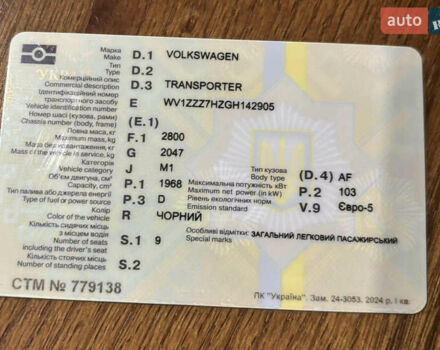 auto
Марка
Make D.1 VOLKSWAGEN
Тип
Type D.2
Комерційний опис
Commercial description D.3 TRANSPORTER
Ідентифікаційний номер
транспортного засобу E WV1ZZZ7HZGH142905
Vehicle identification number
Номер шасі (кузова, рами)
Chassis number (body, frame) (E.1)
Повна маса, кг
Maximum mass, kg F.1 2800
Маса без навантаження, кг
Mass of the vehicle in service, kg G 2047
Категорія
Vehicle category J M1 Тип кузова
Body type (D.4) AF
Об'єм двигуна, см³
Capacity, cm³ P.1 1968 Максимальна потужність кВт
Maximum net power (in kW) P.2 103
Тип палива або джерела енергії
Type of fuel or power source P.3 D Рівень екологічних норм
Emission standard V.9 Євро-5
Колір
Color of the vehicle R ЧОРНИЙ
Кількість сидячих місць
з місцем водія
Number of seats S.1 9 Особливі відмітки: ЗАГАЛЬНИЙ ЛЕГКОВИЙ ПАСАЖИРСЬКИЙ
including the driver's seat Special marks
Кількість стоячих місць
Number of standing places S.2
СТМ № 779138
ПК "Україна". Зам. 24-3053. 2024 р. І кв.